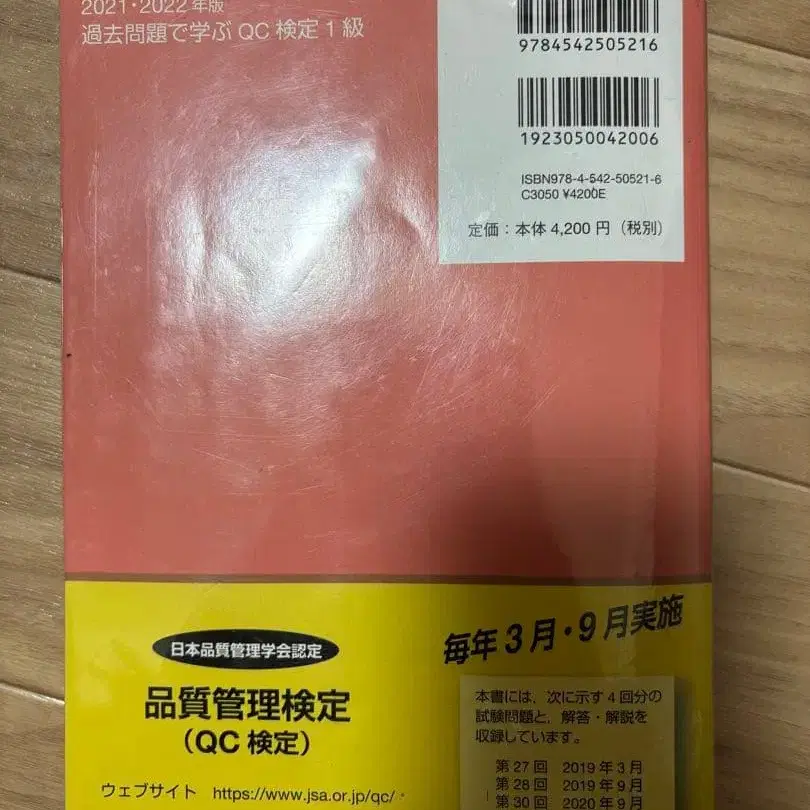 2021・2022年版
過去問題で学ぶQC検定1級
9784542505216
1923050042006
ISBN978-4-542-50521-6
C3050 ¥4200E
定価：本体4,200円（税別）
毎年3月・9月実施
日本品質管理学会認定
品質管理検定
（QC検定）
ウェブサイト https://www.jsa.or.jp/qc/
本書には、次に示す4回分の
試験問題と、解答・解説を
収録しています。
第27回 2019年3月
第28回 2019年9月
第30回 2020年9月